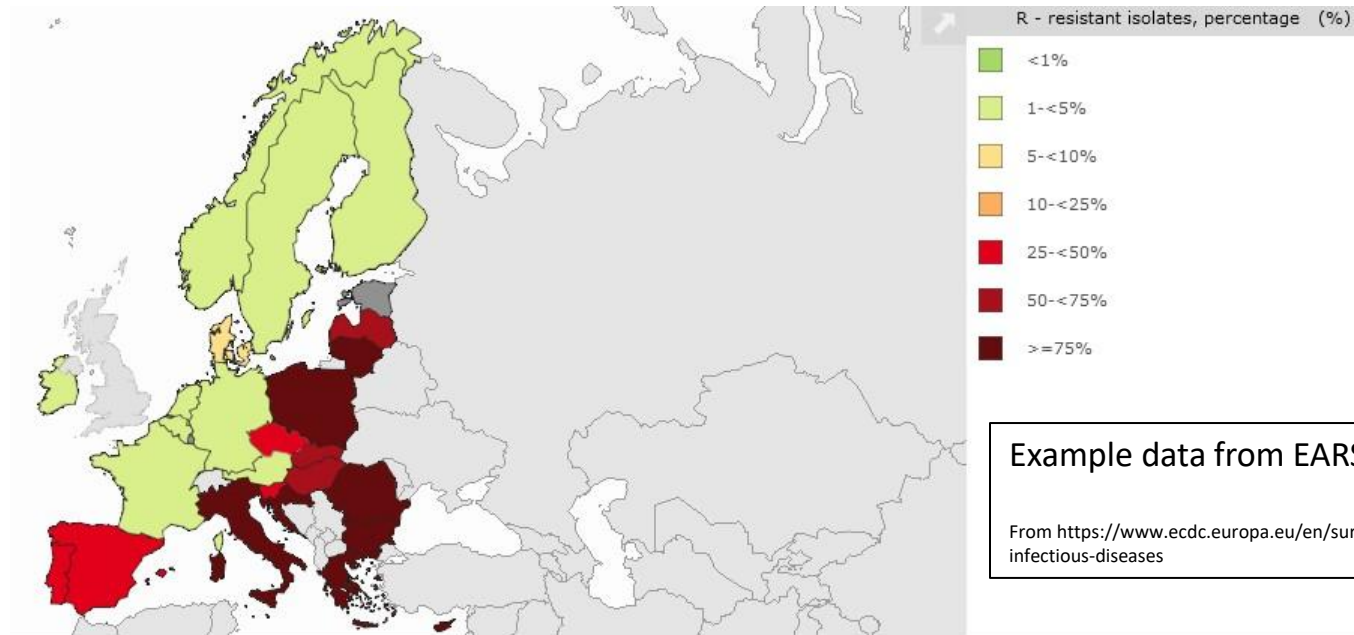 R - resistant isolates, percentage (%)
<1%
1-<5%
5-<10%
10-<25%
25-<50%
50-<75%
>=75%
Example data from EARS
From https://www.ecdc.europa.eu/en/sur
infectious-diseases